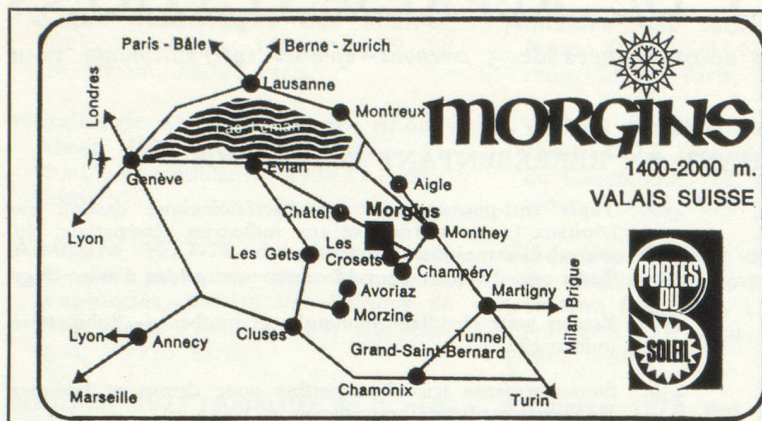 Paris - Bâle
Berne - Zurich
Londres
Lausanne
Montreux
Lac Léman
Genève
Evian
Aigle
Lyon
Châtel
Morgins
Monthey
Les Gets
Les
Crosets
Champéry
Avoriaz
Morzine
Martigny
Milan Brigue
Lyon
Annecy
Cluses
Tunnel
Grand-Saint-Bernard
Marseille
Chamonix
Turin
MORGINS
1400-2000 m.
VALAIS SUISSE
PORTES
DU
SOLEIL